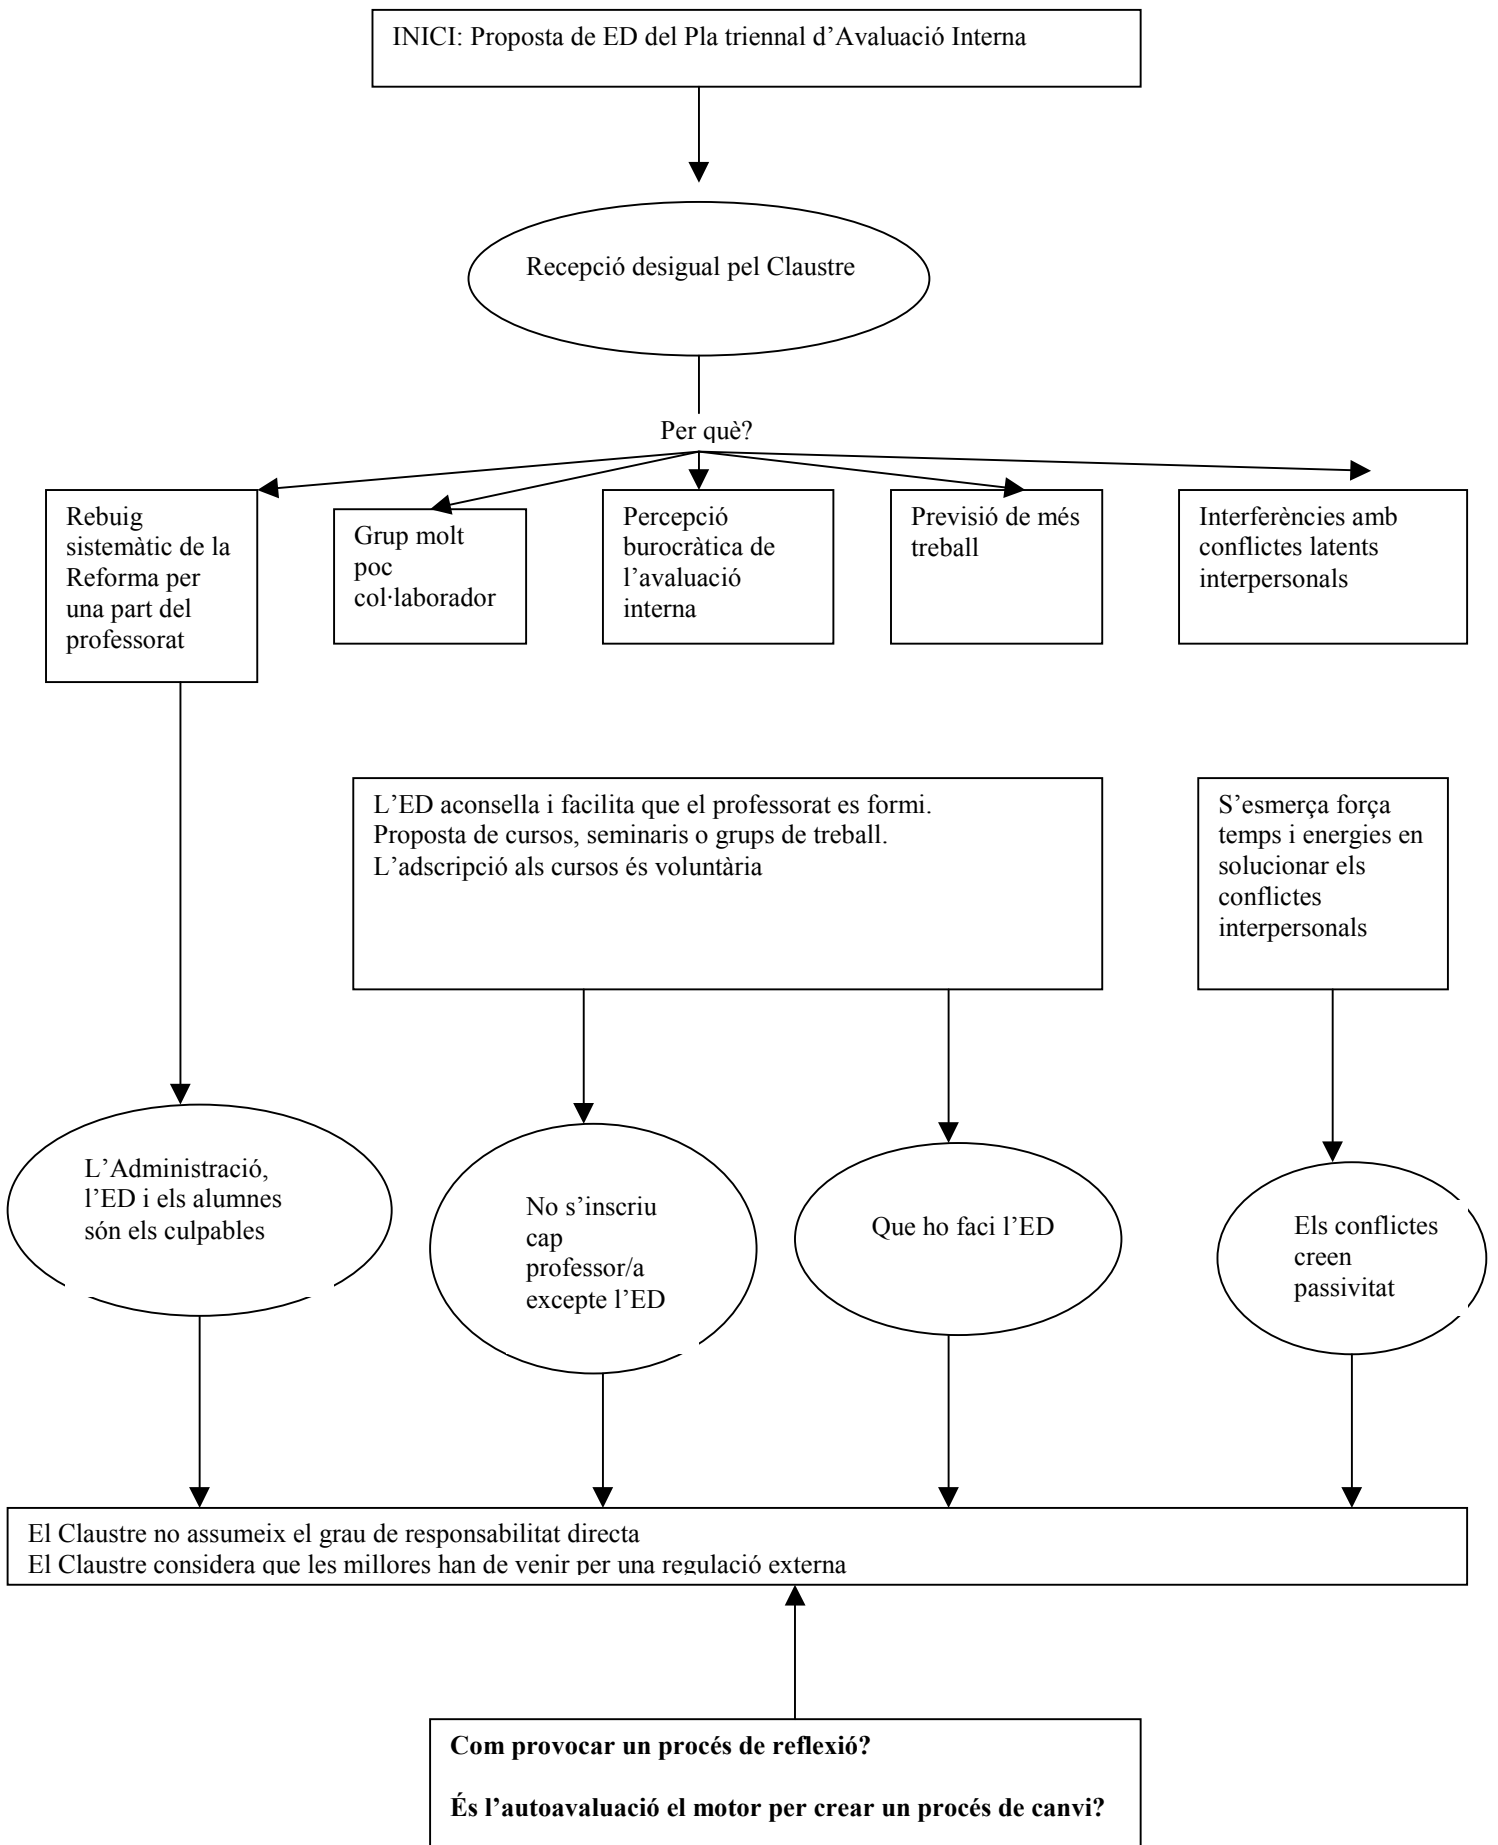 INICI: Proposta de ED del Pla triennal d’Avaluació Interna
Recepció desigual pel Claustre
Per què?
Rebuig
sistemàtic de la
Reforma per
una part del
professorat
Grup molt
poc
col·laborador
Percepció
burocràtica de
l’avaluació
interna
Previsió de més
treball
Interferències amb
conflictes latents
interpersonals
L’ED aconsella i facilita que el professorat es formi.
Proposta de cursos, seminaris o grups de treball.
L’adscripció als cursos és voluntària
S’esmerça força
temps i energies en
solucionar els
conflictes
interpersonals
L’Administració,
l’ED i els alumnes
són els culpables
No s’inscriu
cap
professor/a
excepte l’ED
Que ho faci l’ED
Els conflictes
creen
passivitat
El Claustre no assumeix el grau de responsabilitat directa
El Claustre considera que les millores han de venir per una regulació externa
Com provocar un procés de reflexió?
És l’autoavaluació el motor per crear un procés de canvi?